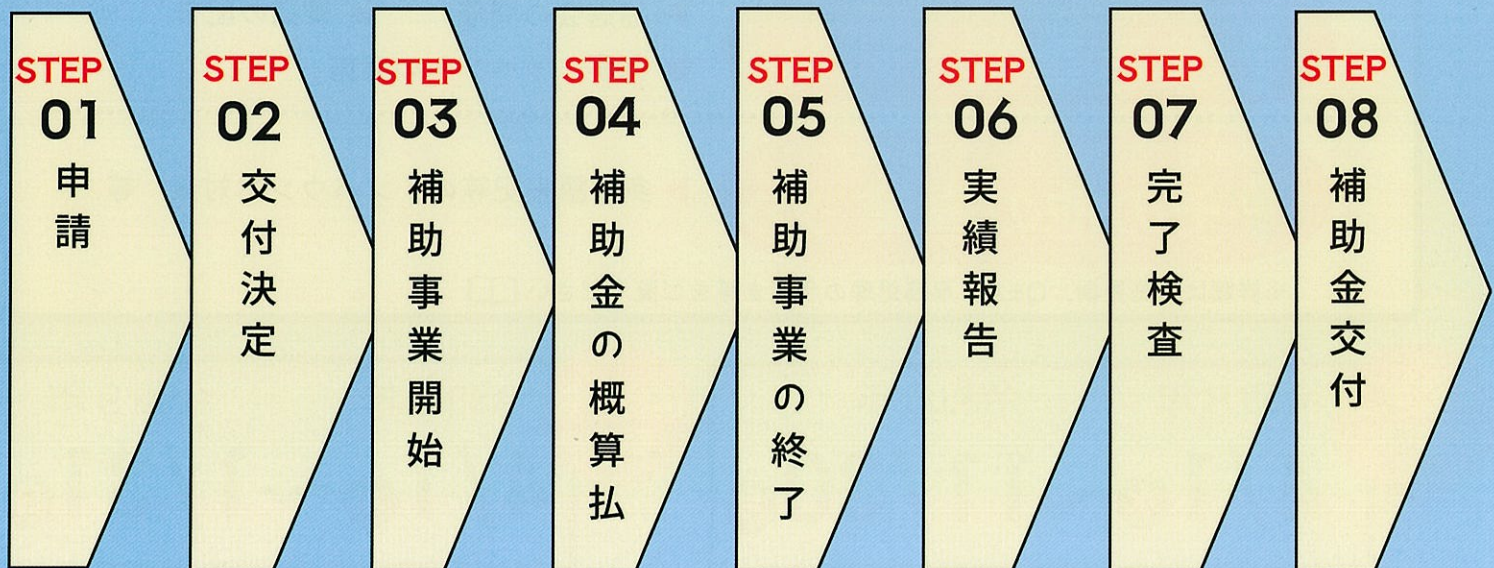 STEP
01
申請
STEP
02
交付決定
STEP
03
補助事業開始
STEP
04
補助金の概算払
STEP
05
補助事業の終了
STEP
06
実績報告
STEP
07
完了検査
STEP
08
補助金交付